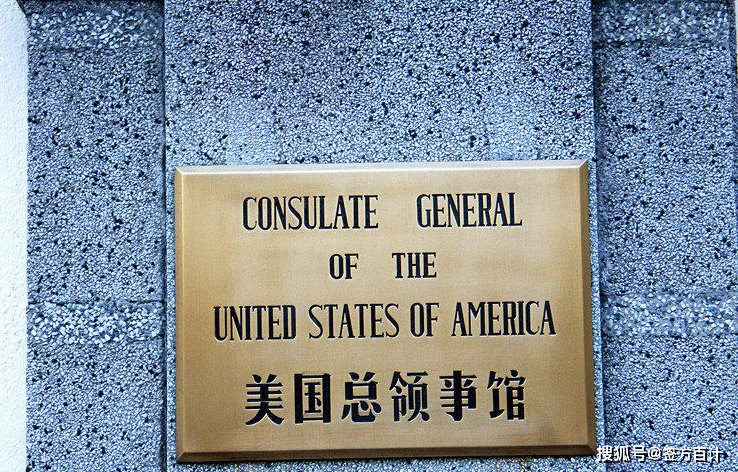 CONSULATE GENERAL
OF THE
UNITED STATES OF AMERICA
美国总领事馆
搜狐号@签方百计